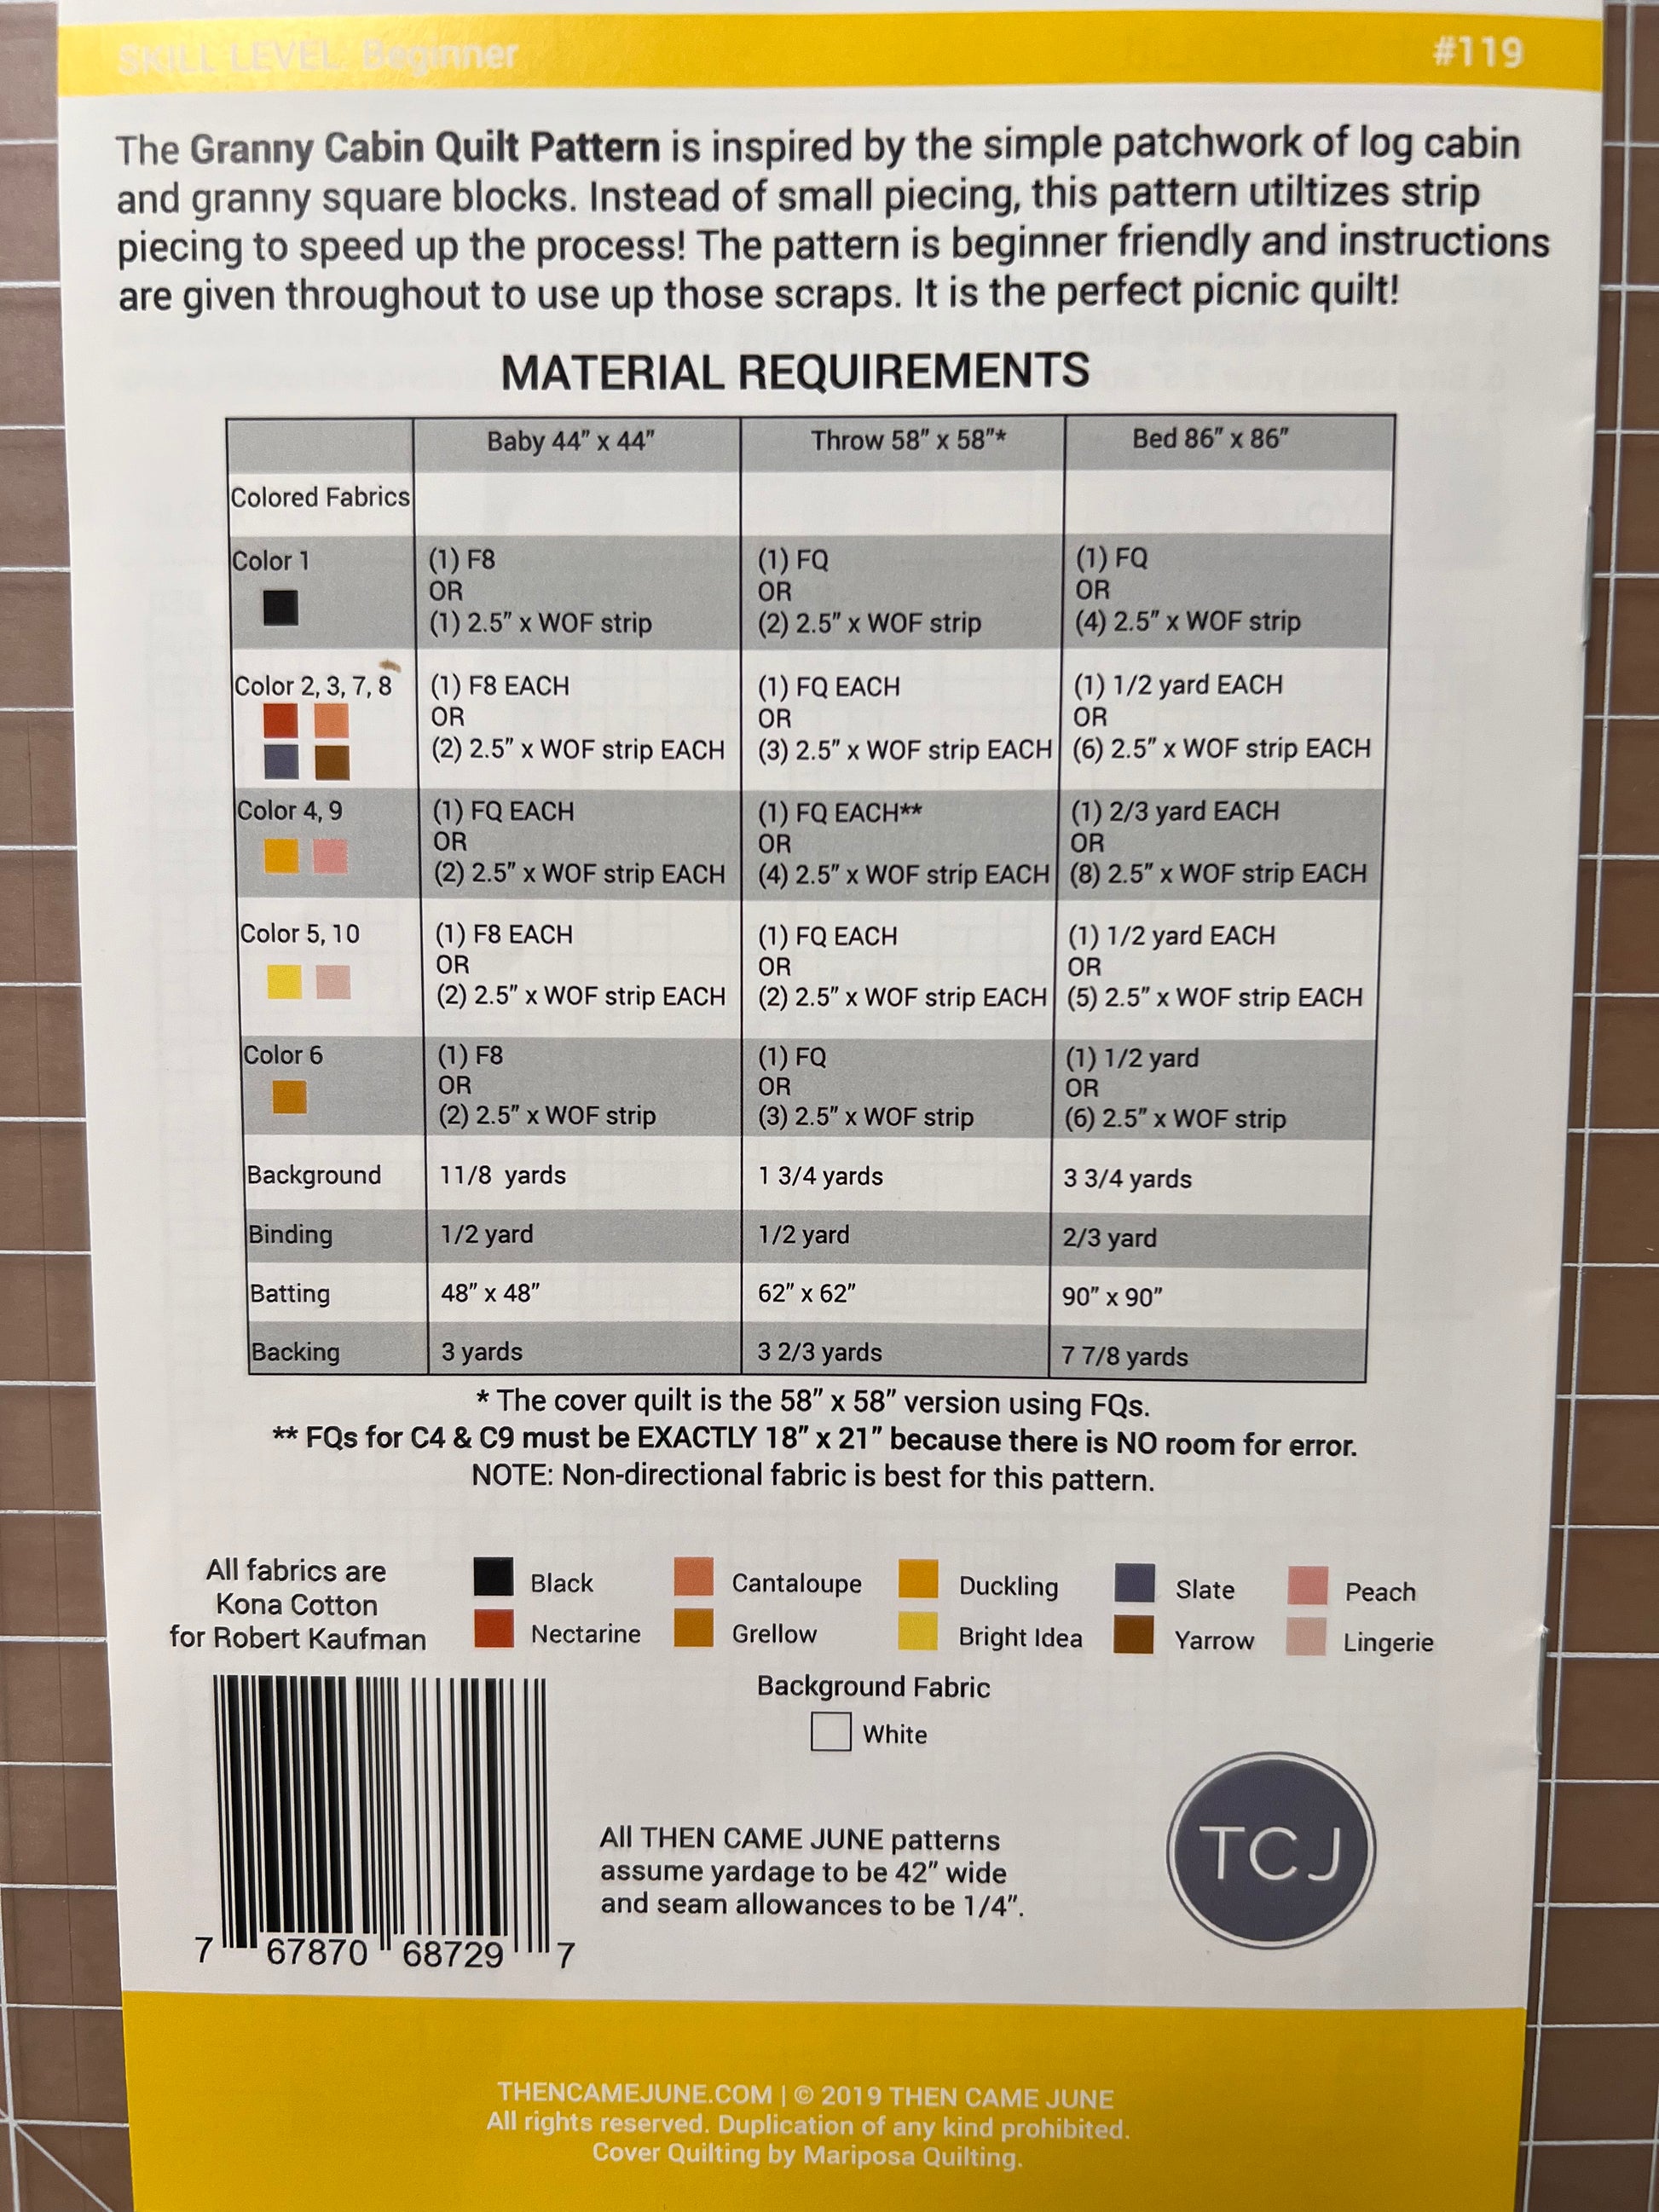 SKILL LEVEL: Beginner
#119
The Granny Cabin Quilt Pattern is inspired by the simple patchwork of log cabin
and granny square blocks. Instead of small piecing, this pattern utiltizes strip
piecing to speed up the process! The pattern is beginner friendly and instructions
are given throughout to use up those scraps. It is the perfect picnic quilt!
MATERIAL REQUIREMENTS
Baby 44” x 44” Throw 58” x 58”* Bed 86” x 86”
Colored Fabrics
Color 1 (1) F8 (1) FQ (1) FQ
OR OR OR
(1) 2.5” x WOF strip (2) 2.5” x WOF strip (4) 2.5” x WOF strip
Color 2, 3, 7, 8 (1) F8 EACH (1) FQ EACH (1) 1/2 yard EACH
OR OR OR
(2) 2.5” x WOF strip EACH (3) 2.5” x WOF strip EACH (6) 2.5” x WOF strip EACH
Color 4, 9 (1) FQ EACH (1) FQ EACH** (1) 2/3 yard EACH
OR OR OR
(2) 2.5” x WOF strip EACH (4) 2.5” x WOF strip EACH (8) 2.5” x WOF strip EACH
Color 5, 10 (1) F8 EACH (1) FQ EACH (1) 1/2 yard EACH
OR OR OR
(2) 2.5” x WOF strip EACH (2) 2.5” x WOF strip EACH (5) 2.5” x WOF strip EACH
Color 6 (1) F8 (1) FQ (1) 1/2 yard
OR OR OR
(2) 2.5” x WOF strip (3) 2.5” x WOF strip (6) 2.5” x WOF strip
Background 11/8 yards 1 3/4 yards 3 3/4 yards
Binding 1/2 yard 1/2 yard 2/3 yard
Batting 48” x 48” 62” x 62” 90” x 90”
Backing 3 yards 3 2/3 yards 7 7/8 yards
* The cover quilt is the 58” x 58” version using FQs.
** FQs for C4 & C9 must be EXACTLY 18” x 21” because there is NO room for error.
NOTE: Non-directional fabric is best for this pattern.
All fabrics are
Kona Cotton
for Robert Kaufman
Black Cantaloupe Duckling Slate Peach
Nectarine Grellow Bright Idea Yarrow Lingerie
Background Fabric
White
All THEN CAME JUNE patterns
assume yardage to be 42” wide
and seam allowances to be 1/4”.
TCJ
7 67870 68729 7
THENCAMEJUNE.COM | © 2019 THEN CAME JUNE
All rights reserved. Duplication of any kind prohibited.
Cover Quilting by Mariposa Quilting.